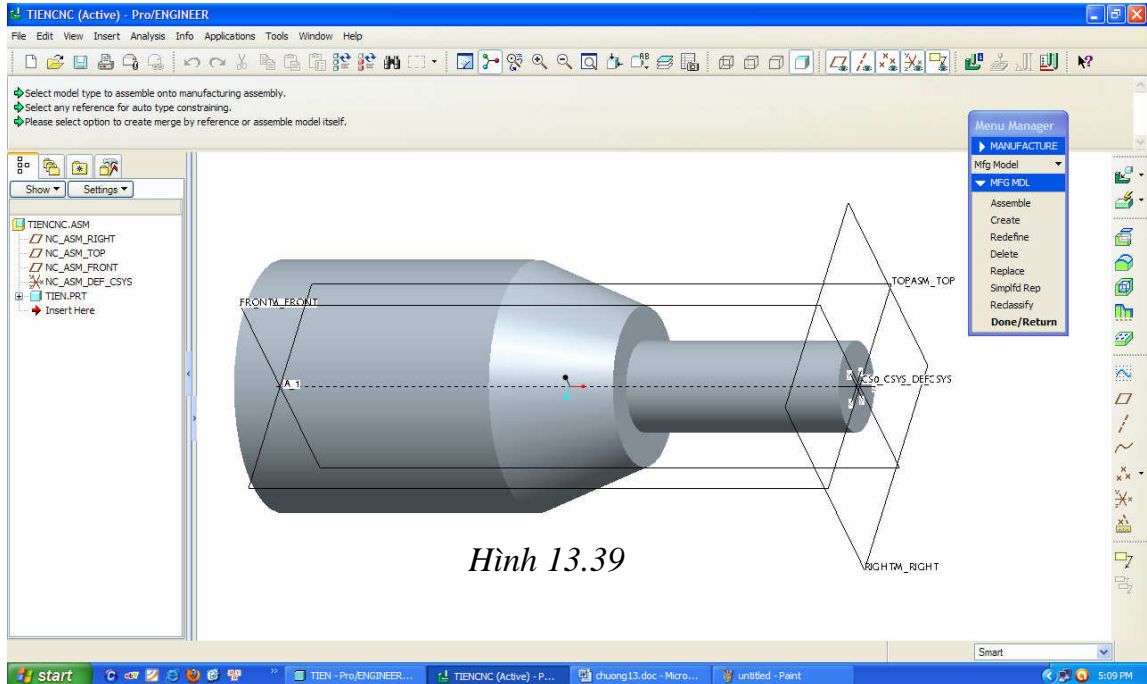 TIENCNC (Active) - Pro/ENGINEER
File Edit View Insert Analysis Info Applications Tools Window Help
Select model type to assemble onto manufacturing assembly.
Select any reference for auto type constraining.
Please select option to create merge by reference or assemble model itself.
Menu Manager
MANUFACTURE
Mfg Model
MFG MDL
Assemble
Create
Redefine
Delete
Replace
Simplfd Rep
Reclassify
Done/Return
Show Settings
TIENCNC.ASM
NC_ASM_RIGHT
NC_ASM_TOP
NC_ASM_FRONT
NC_ASM_DEF_CSYS
TIEN.PRT
Insert Here
TOPASM_TOP
A_1
Hình 13.39
Smart
start
TIEN - Pro/ENGINEER...
TIENCNC (Active) - P...
chuong13.doc - Micro...
untitled - Paint
5:09 PM